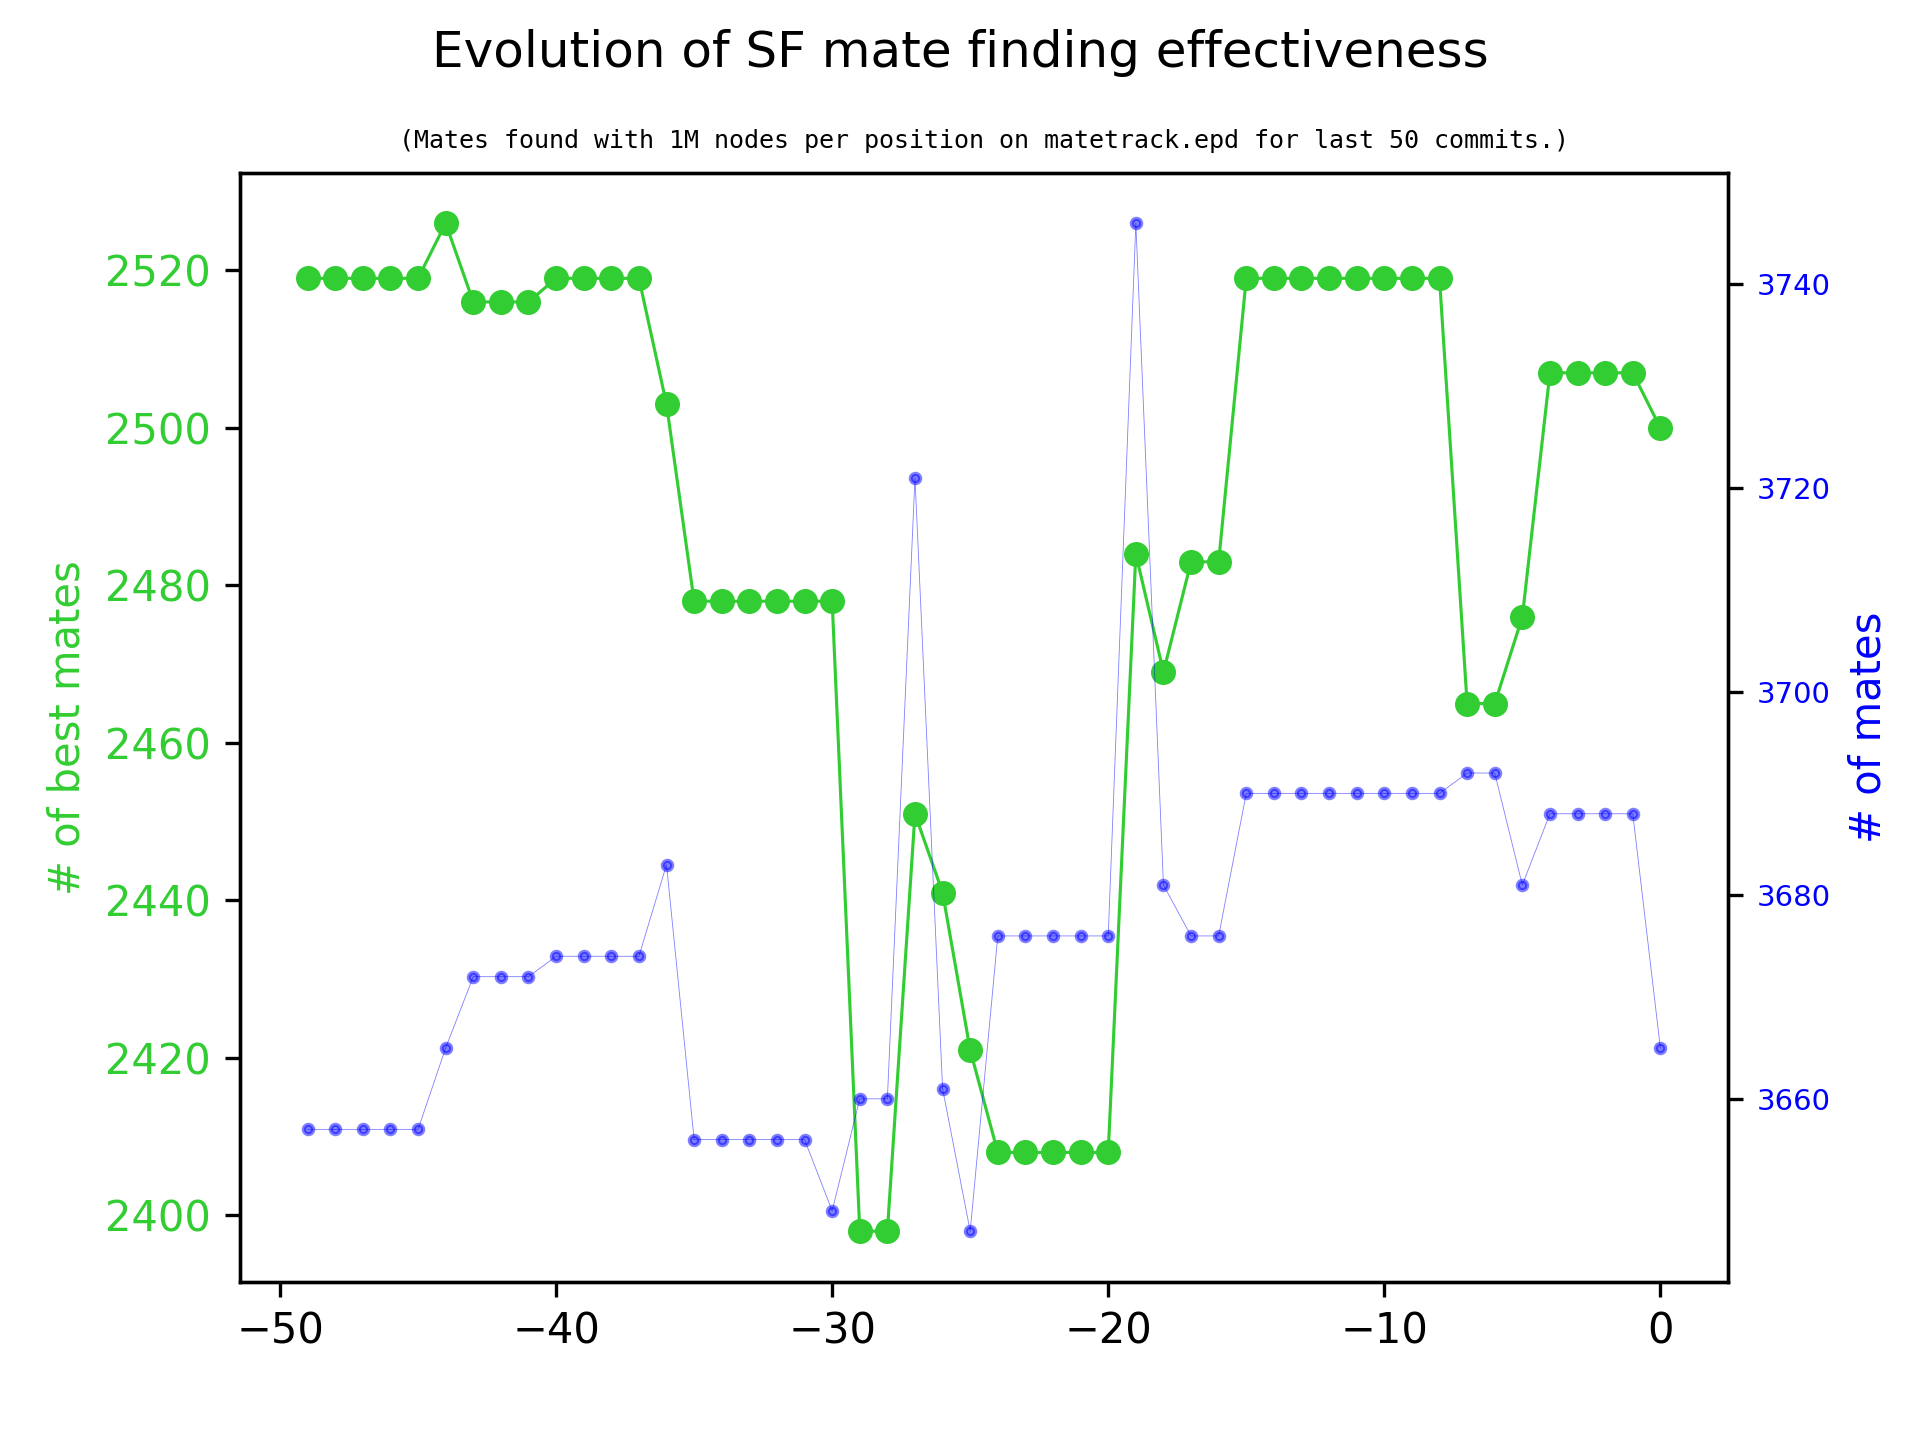 Evolution of SF mate finding effectiveness
(Mates found with 1M nodes per position on matetrack.epd for last 50 commits.)
# of best mates
2520
2500
2480
2460
2440
2420
2400
3740
3720
3700
3680
3660
# of mates
−50 −40 −30 −20 −10 0